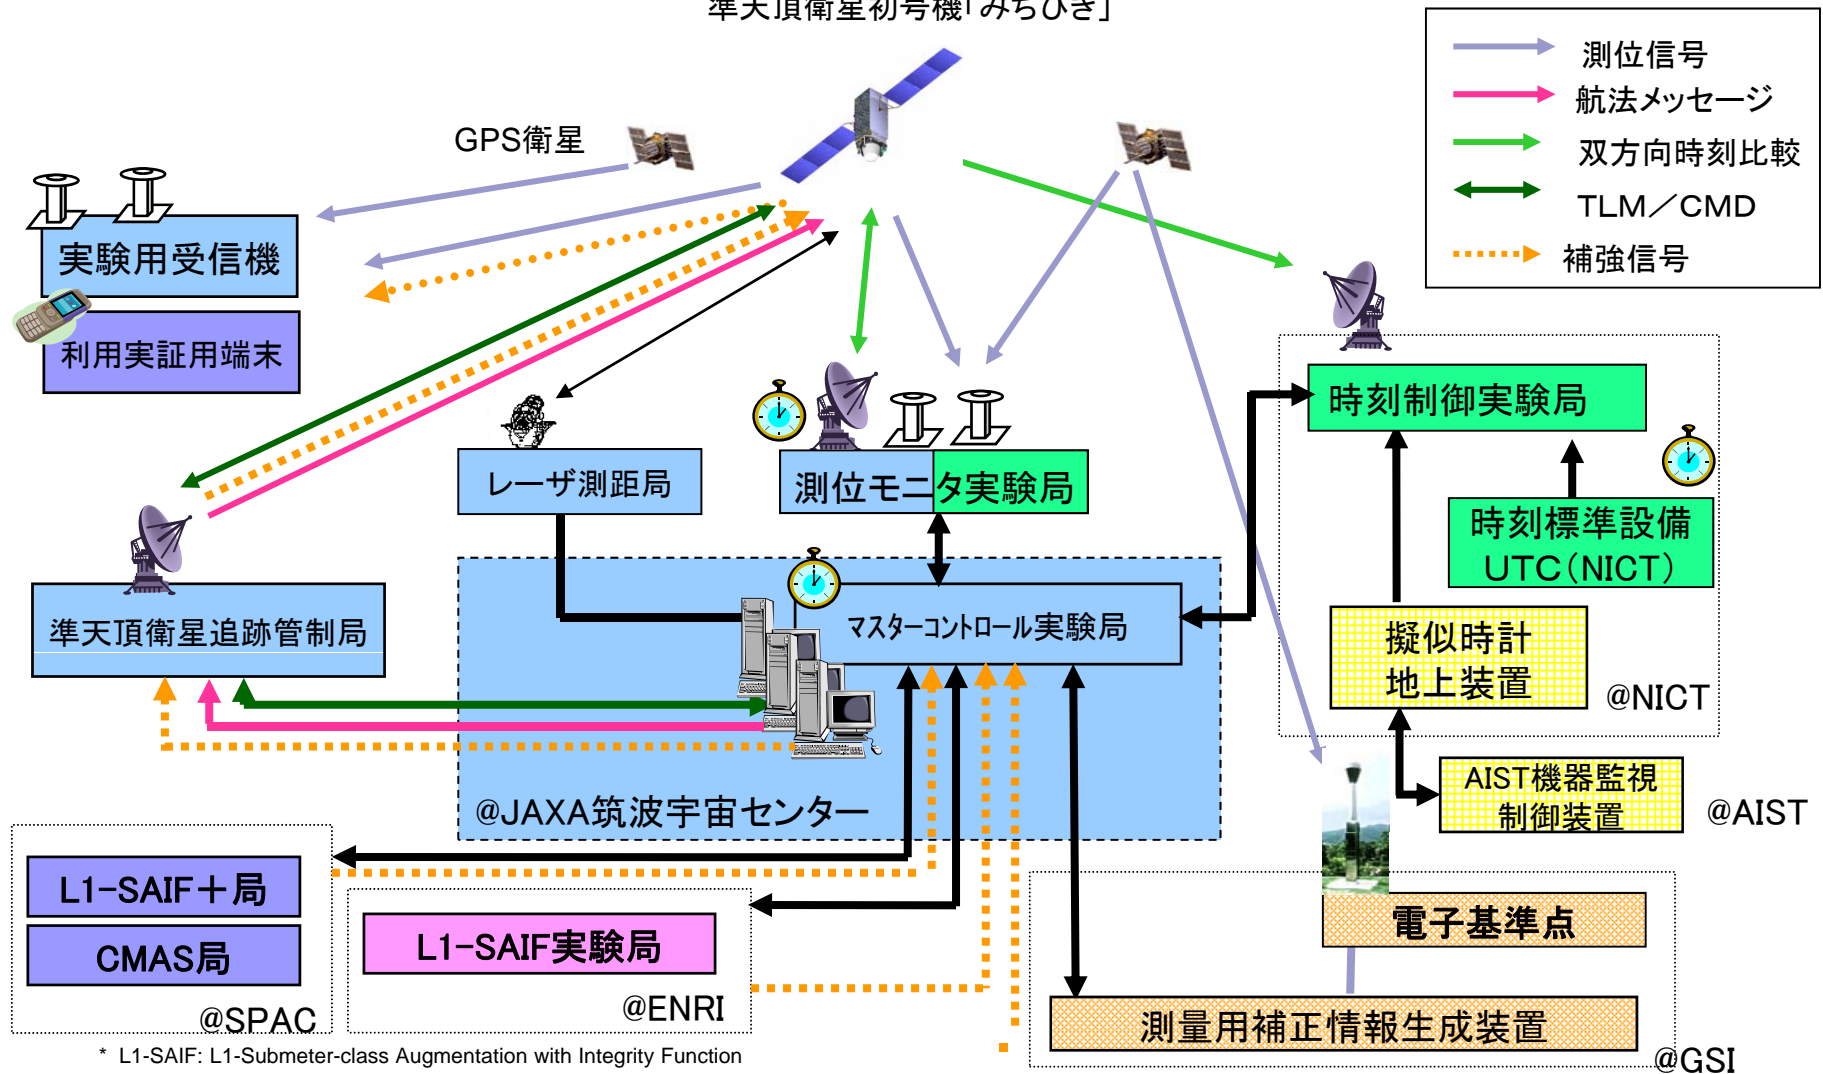 準天頂衛星初号機「みちびき」
測位信号
航法メッセージ
双方向時刻比較
TLM／CMD
補強信号
GPS衛星
実験用受信機
利用実証用端末
時刻制御実験局
レーザ測距局
測位モニタ実験局
時刻標準設備
UTC(NICT)
準天頂衛星追跡管制局
マスターコントロール実験局
擬似時計
地上装置
@NICT
@JAXA筑波宇宙センター
AIST機器監視
制御装置
@AIST
L1-SAIF＋局
CMAS局
@SPAC
L1-SAIF実験局
@ENRI
電子基準点
測量用補正情報生成装置
@GSI
* L1-SAIF: L1-Submeter-class Augmentation with Integrity Function